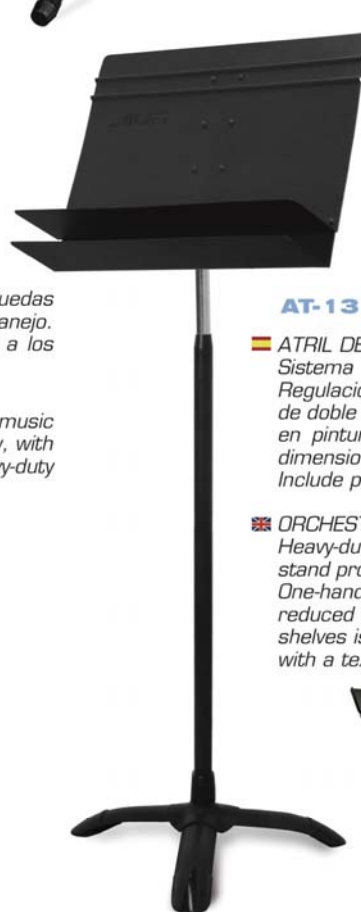 uedas
anejo.
a los
music
, with
y-duty
AT-13
ATRIL DE
Sistema
Regulació
de doble
en pintur
dimensio
Include p
ORCHEST
Heavy-du
stand pro
One-hand
reduced
shelves is
with a te